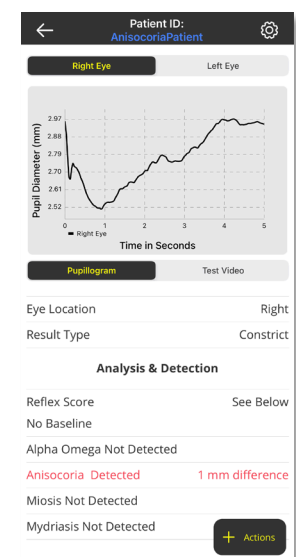 Patient ID:
AnisocoriaPatient
Right Eye Left Eye
Pupil Diameter (mm)
2.97
2.88
2.79
2.70
2.61
2.52
0 1 2 3 4 5
Right Eye
Time in Seconds
Pupillogram Test Video
Eye Location Right
Result Type Constrict
Analysis & Detection
Reflex Score See Below
No Baseline
Alpha Omega Not Detected
Anisocoria Detected 1 mm difference
Miosis Not Detected
Mydriasis Not Detected
+ Actions